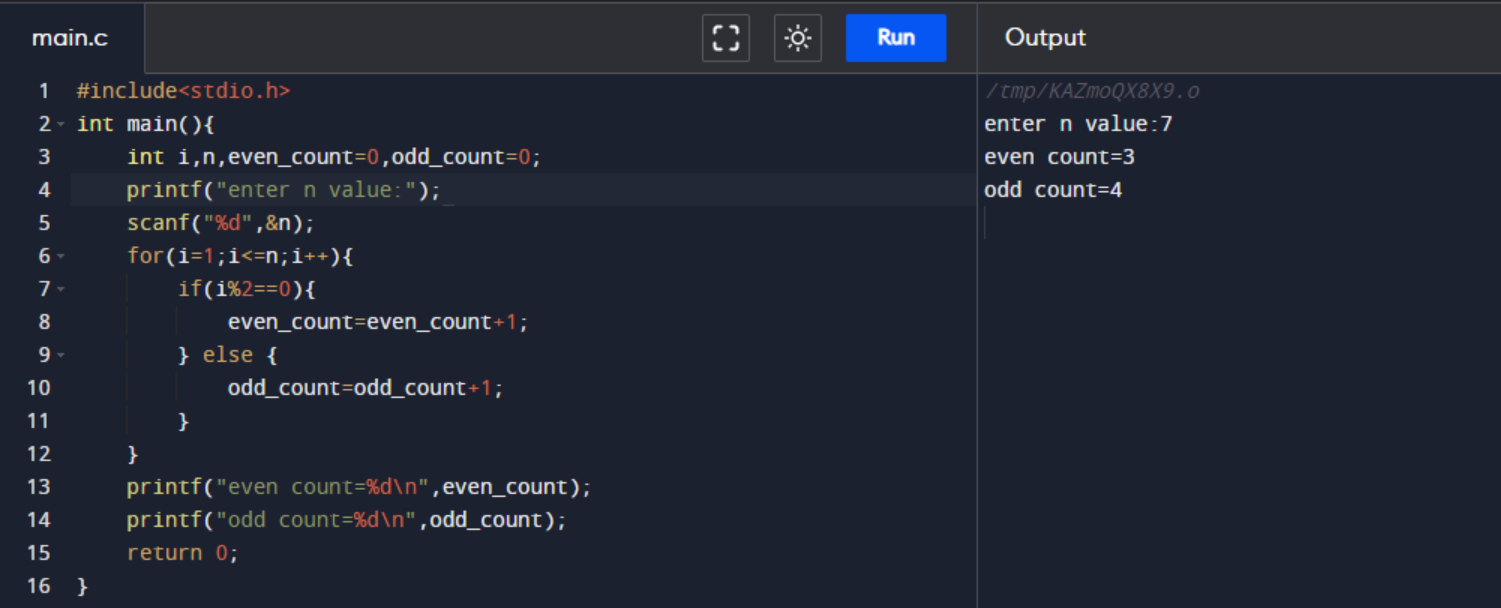 main.c
Run
Output
1 #include<stdio.h>
2 int main(){
3     int i,n,even_count=0,odd_count=0;
4     printf("enter n value:");
5     scanf("%d",&n);
6     for(i=1;i<=n;i++){
7         if(i%2==0){
8             even_count=even_count+1;
9         } else {
10             odd_count=odd_count+1;
11         }
12     }
13     printf("even count=%d\n",even_count);
14     printf("odd count=%d\n",odd_count);
15     return 0;
16 }
/tmp/KAZmoQX8X9.o
enter n value:7
even count=3
odd count=4